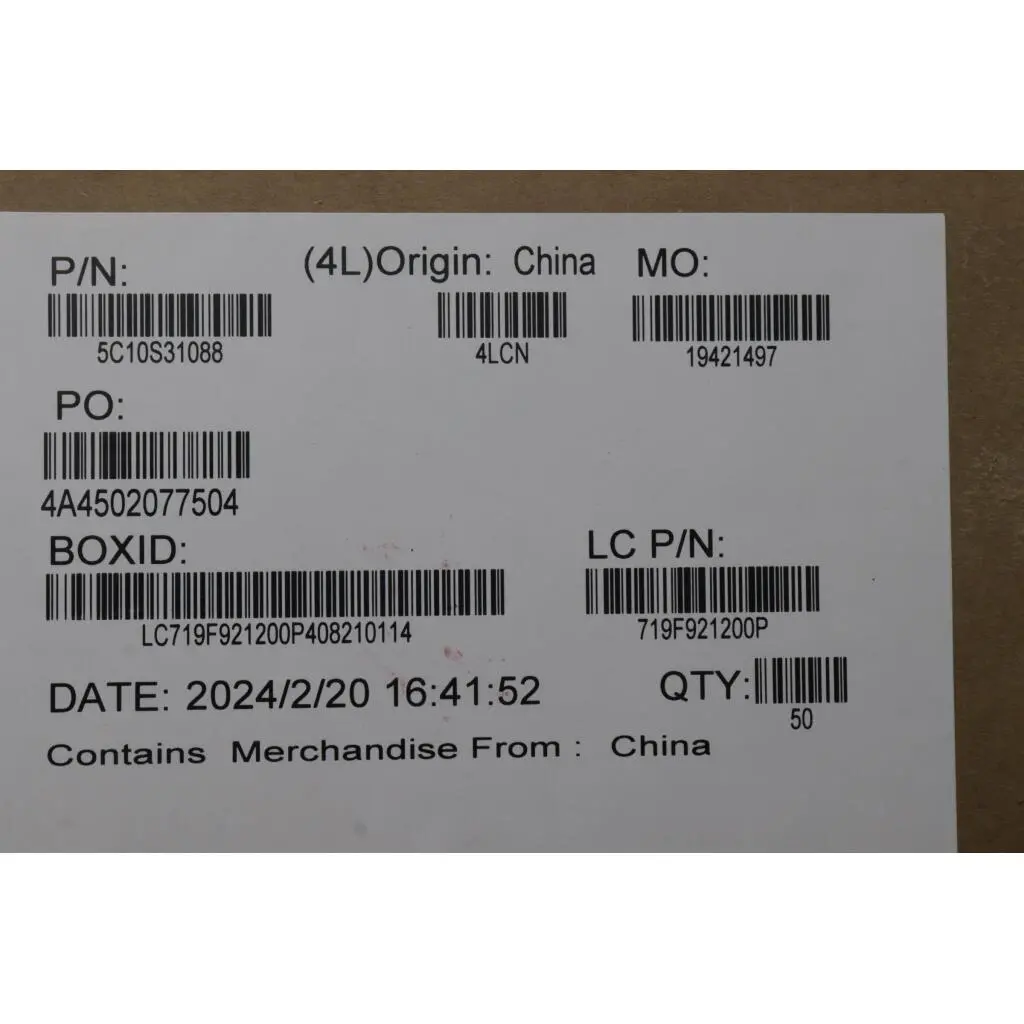 P/N: (4L)Origin: China MO:
5C10S31088 4LCN 19421497
PO:
4A4502077504
BOXID: LC P/N:
LC719F921200P408210114 719F921200P
DATE: 2024/2/20 16:41:52 QTY:
50
Contains Merchandise From : China